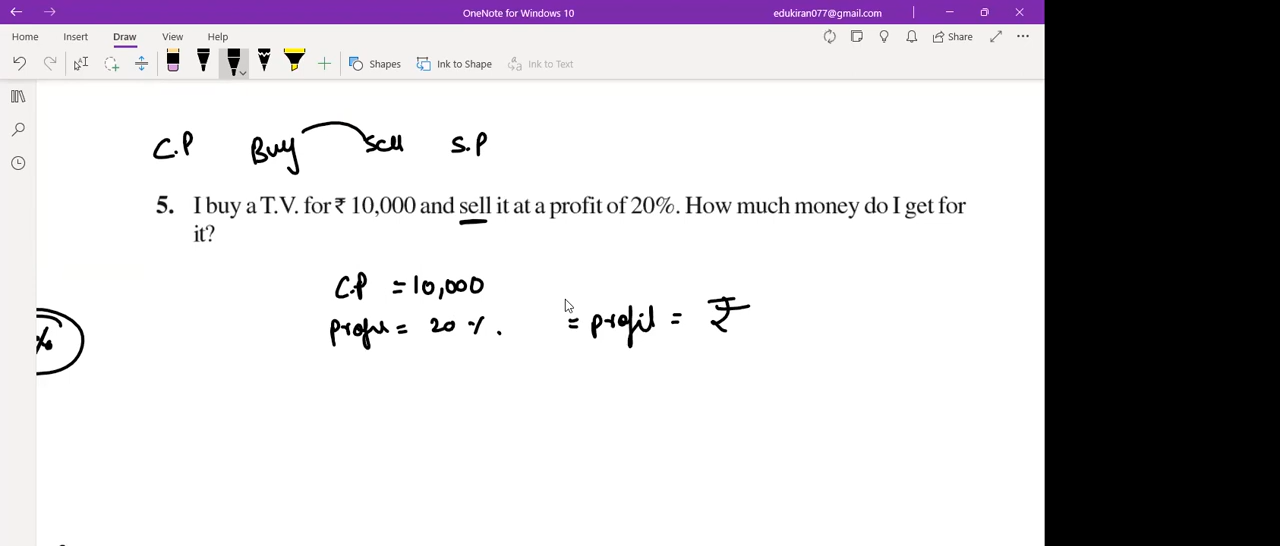 OneNote for Windows 10 edukiran077@gmail.com
Home Insert Draw View Help Share
Shapes Ink to Shape Ink to Text
C.P Buy Sell S.P
5. I buy a T.V. for ₹ 10,000 and sell it at a profit of 20%. How much money do I get for
it?
C.P = 10,000
profit = 20 %. = profit = ₹
%